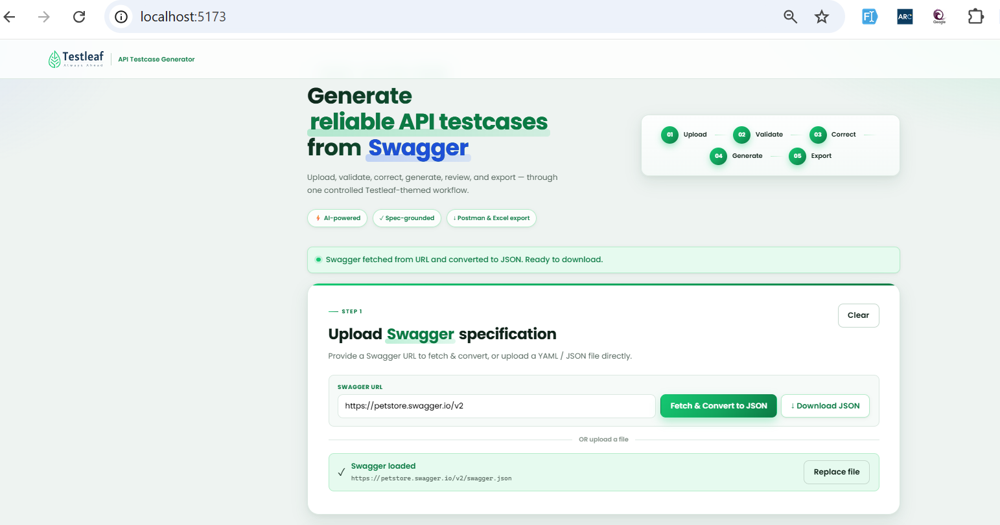 localhost:5173
FI
ARC
Qeagle
Testleaf
Always Ahead
API Testcase Generator
Generate
reliable API testcases
from Swagger
Upload, validate, correct, generate, review, and export — through
one controlled Testleaf-themed workflow.
⚡ AI-powered
✓ Spec-grounded
↓ Postman & Excel export
01 Upload
02 Validate
03 Correct
04 Generate
05 Export
Swagger fetched from URL and converted to JSON. Ready to download.
STEP 1
Clear
Upload Swagger specification
Provide a Swagger URL to fetch & convert, or upload a YAML / JSON file directly.
SWAGGER URL
https://petstore.swagger.io/v2
Fetch & Convert to JSON
↓ Download JSON
OR upload a file
✓ Swagger loaded
https://petstore.swagger.io/v2/swagger.json
Replace file